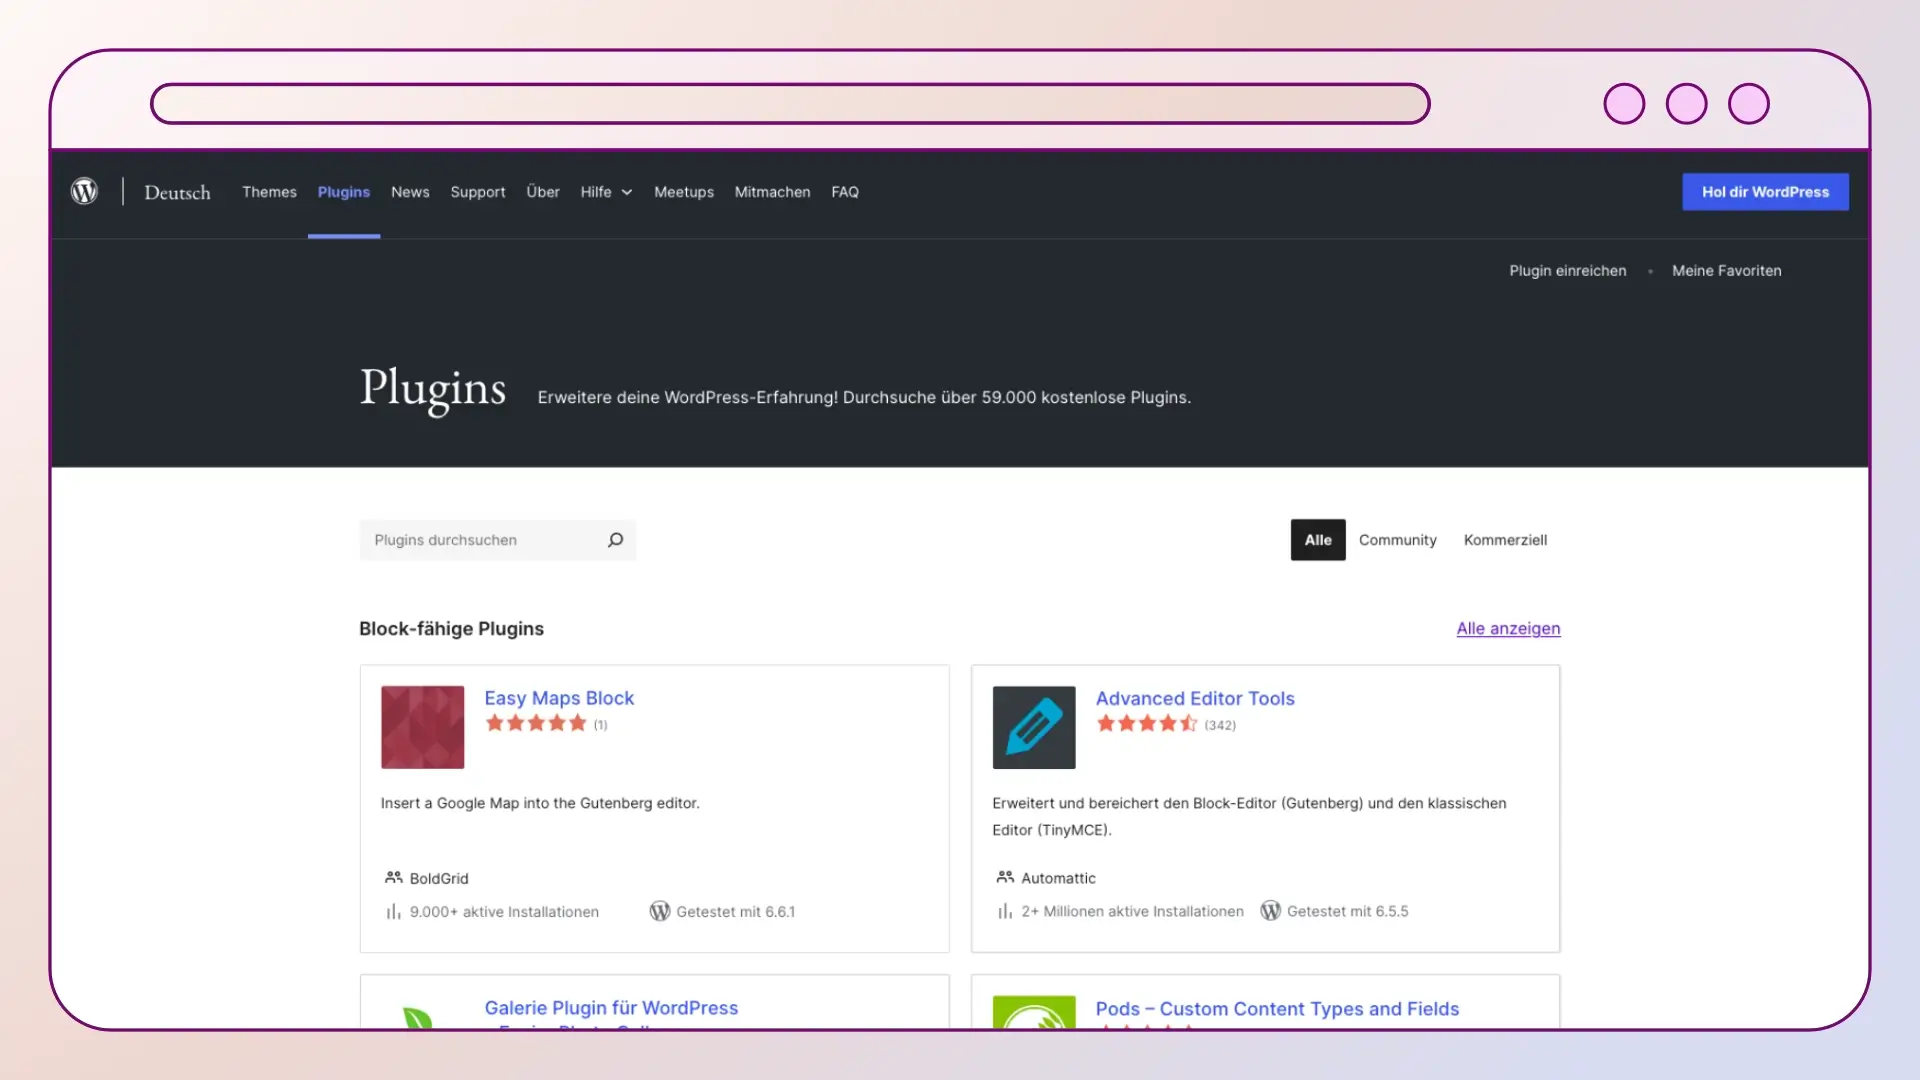 Deutsch Themes Plugins News Support Über Hilfe Meetups Mitmachen FAQ Hol dir WordPress
Plugin einreichen • Meine Favoriten
Plugins Erweitere deine WordPress-Erfahrung! Durchsuche über 59.000 kostenlose Plugins.
Plugins durchsuchen Alle Community Kommerziell
Block-fähige Plugins Alle anzeigen
Easy Maps Block
(1)
Insert a Google Map into the Gutenberg editor.
BoldGrid
9.000+ aktive Installationen Getestet mit 6.6.1
Advanced Editor Tools
(342)
Erweitert und bereichert den Block-Editor (Gutenberg) und den klassischen
Editor (TinyMCE).
Automattic
2+ Millionen aktive Installationen Getestet mit 6.5.5
Galerie Plugin für WordPress
Pods – Custom Content Types and Fields